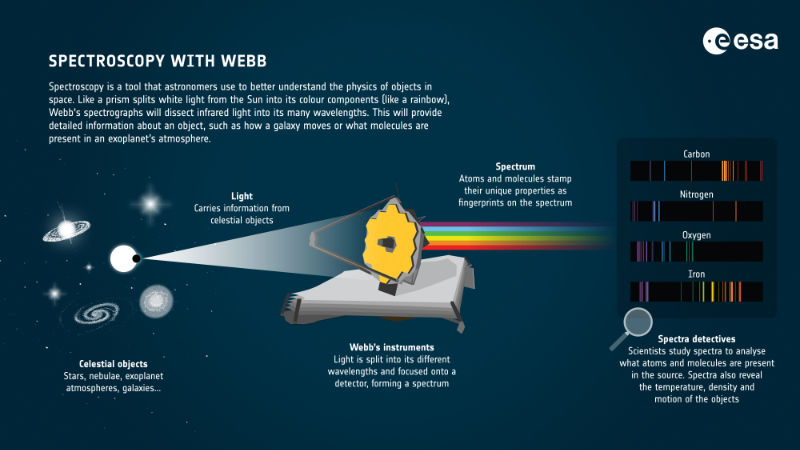 esa
SPECTROSCOPY WITH WEBB
Spectroscopy is a tool that astronomers use to better understand the physics of objects in
space. Like a prism splits white light from the Sun into its colour components (like a rainbow),
Webb's spectrographs will dissect infrared light into its many wavelengths. This will provide
detailed information about an object, such as how a galaxy moves or what molecules are
present in an exoplanet's atmosphere.
Light
Carries information from
celestial objects
Spectrum
Atoms and molecules stamp
their unique properties as
fingerprints on the spectrum
Carbon
Nitrogen
Oxygen
Iron
Celestial objects
Stars, nebulae, exoplanet
atmospheres, galaxies...
Webb's instruments
Light is split into its different
wavelengths and focused onto a
detector, forming a spectrum
Spectra detectives
Scientists study spectra to analyse
what atoms and molecules are present
in the source. Spectra also reveal
the temperature, density and
motion of the objects